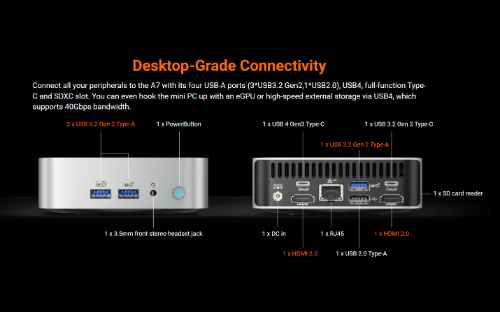 Desktop-Grade Connectivity
Connect all your peripherals to the A7 with its four USB-A ports (3*USB3.2 Gen2,1*USB2.0), USB4, full-function Type-
C and SDXC slot. You can even hook the mini PC up with an eGPU or high-speed external storage via USB4, which
supports 40Gbps bandwidth.
2 x USB 3.2 Gen 2 Type-A
1 x PowerButton
1 x USB 4 Gen3 Type-C
1 x USB 3.2 Gen 2 Type-C
1 x USB 3.2 Gen 2 Type-A
1 x SD card reader
1 x 3.5mm front stereo headset jack
1 x DC in
1 x RJ45
1 x HDMI 2.0
1 x HDMI 2.0
1 x USB 2.0 Type-A